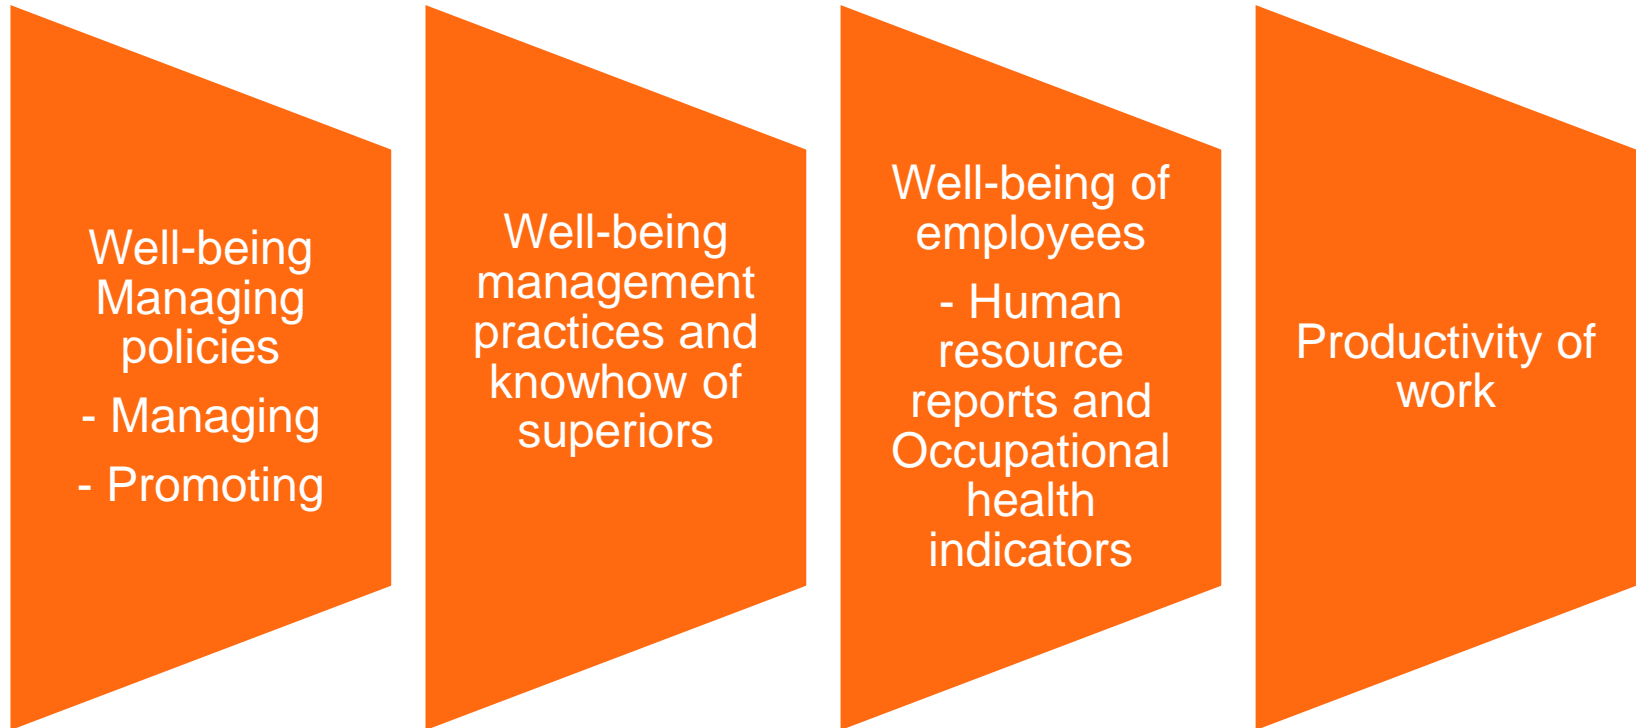 Well-being
Managing
policies
- Managing
- Promoting
Well-being
management
practices and
knowhow of
superiors
Well-being of
employees
- Human
resource
reports and
Occupational
health
indicators
Productivity of
work